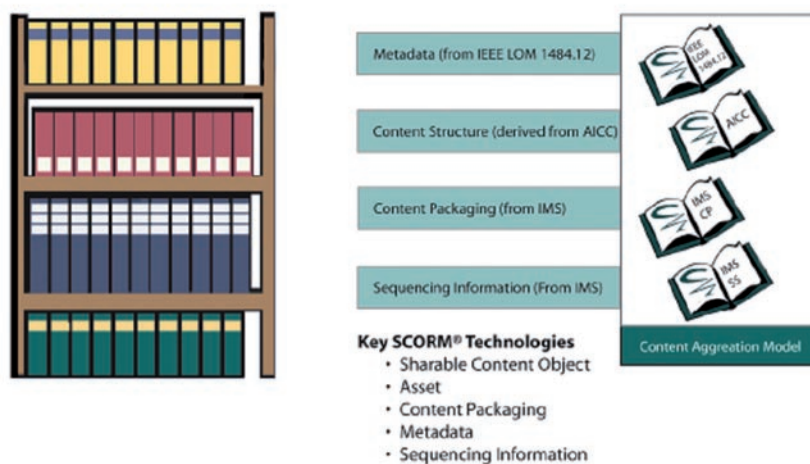 Metadata (from IEEE LOM 1484.12)
Content Structure (derived from AICC)
Content Packaging (from IMS)
Sequencing Information (From IMS)
IEEE
LOM
1484.12
AICC
IMS
CP
IMS
SS
Content Aggreation Model
Key SCORM® Technologies
• Sharable Content Object
• Asset
• Content Packaging
• Metadata
• Sequencing Information